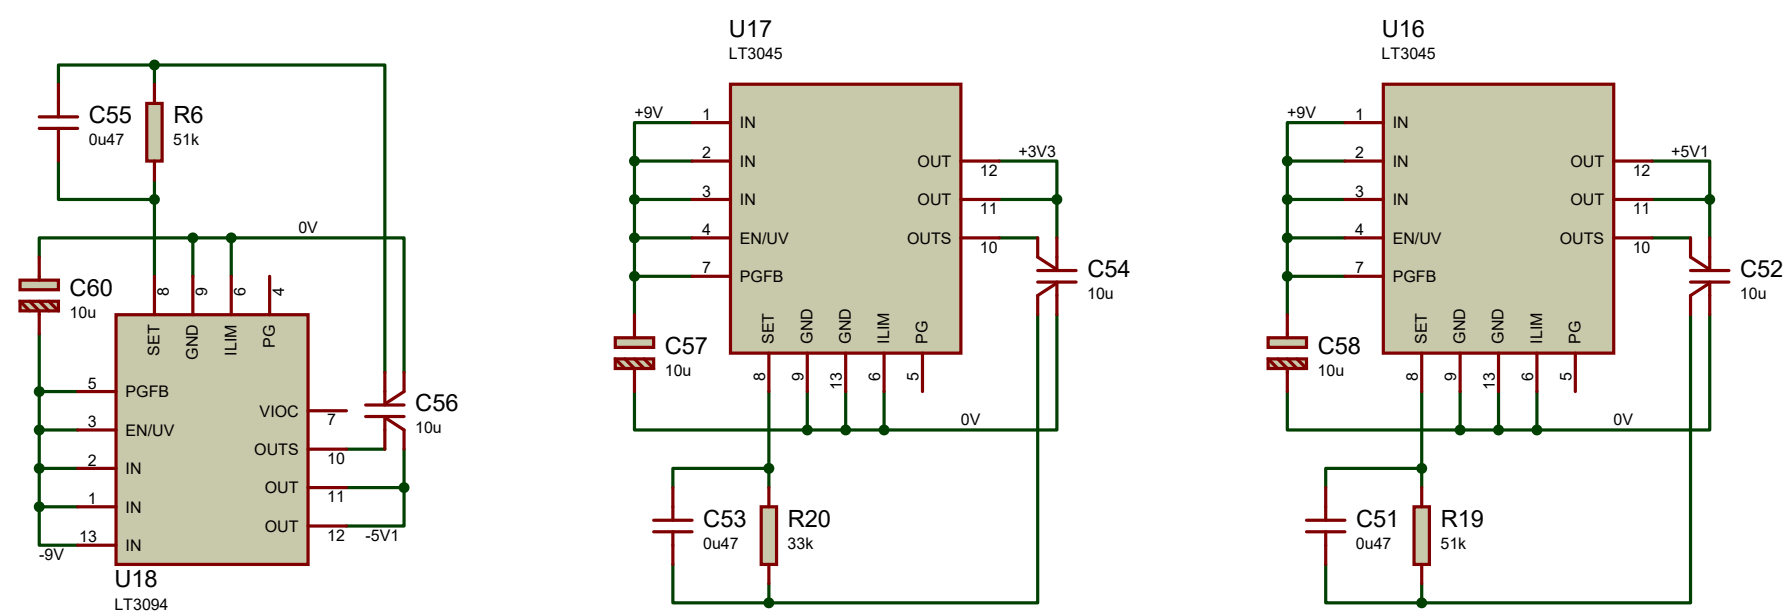 C55
0u47
R6
51k
0V
C60
10u
8
9
6
4
SET
GND
ILIM
PG
5
PGFB
3
EN/UV
2
IN
1
IN
13
IN
-9V
VIOC
7
OUTS
10
OUT
11
OUT
12
-5V1
C56
10u
U18
LT3094
U17
LT3045
+9V
1
IN
2
IN
3
IN
4
EN/UV
7
PGFB
OUT
12
+3V3
OUT
11
OUTS
10
C54
10u
SET
GND
GND
ILIM
PG
8
9
13
6
5
C57
10u
0V
C53
0u47
R20
33k
U16
LT3045
+9V
1
IN
2
IN
3
IN
4
EN/UV
7
PGFB
OUT
12
+5V1
OUT
11
OUTS
10
C52
10u
SET
GND
GND
ILIM
PG
8
9
13
6
5
C58
10u
0V
C51
0u47
R19
51k